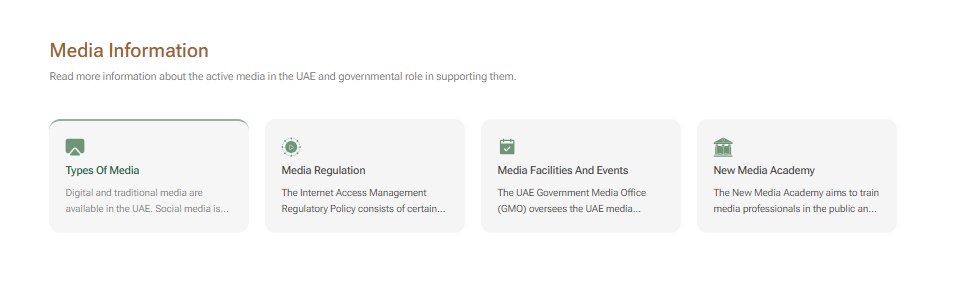 Media Information
Read more information about the active media in the UAE and governmental role in supporting them.
Types Of Media
Digital and traditional media are
available in the UAE. Social media is...
Media Regulation
The Internet Access Management
Regulatory Policy consists of certain...
Media Facilities And Events
The UAE Government Media Office
(GMO) oversees the UAE media...
New Media Academy
The New Media Academy aims to train
media professionals in the public an...